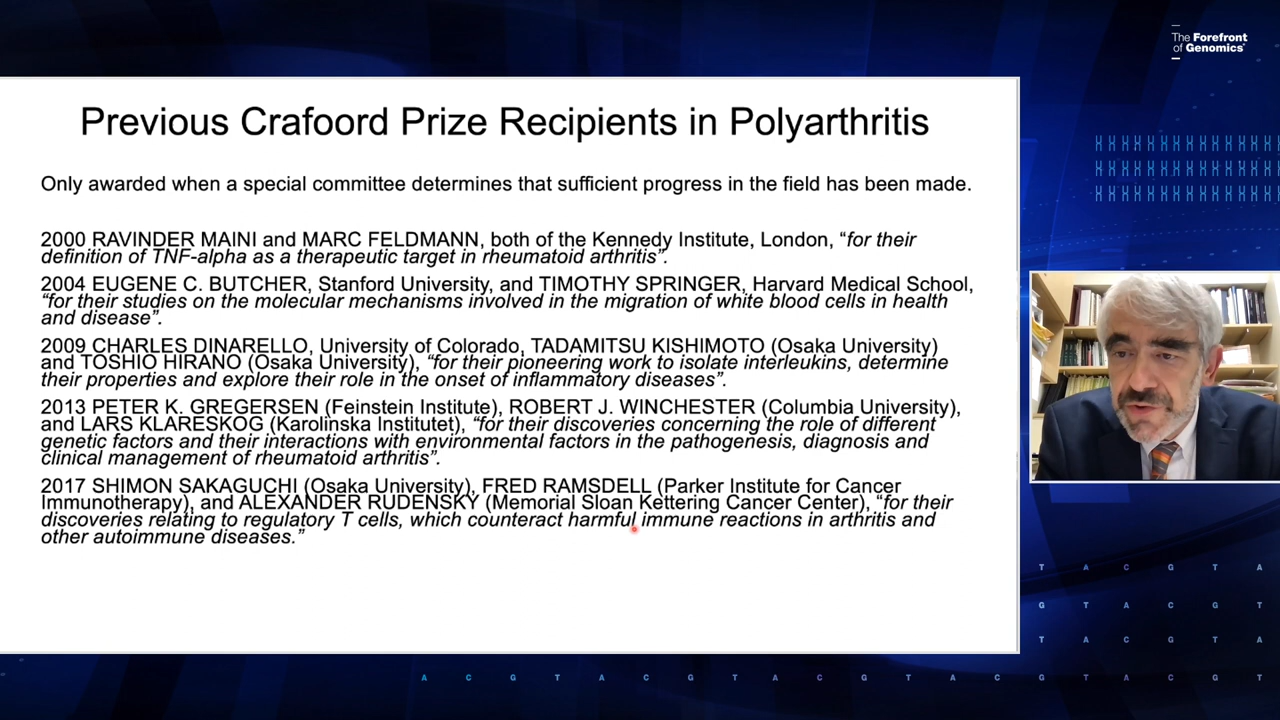 The Forefront
of Genomics®
Previous Crafoord Prize Recipients in Polyarthritis
Only awarded when a special committee determines that sufficient progress in the field has been made.
2000 RAVINDER MAINI and MARC FELDMANN, both of the Kennedy Institute, London, “for their
definition of TNF-alpha as a therapeutic target in rheumatoid arthritis”.
2004 EUGENE C. BUTCHER, Stanford University, and TIMOTHY SPRINGER, Harvard Medical School,
“for their studies on the molecular mechanisms involved in the migration of white blood cells in health
and disease”.
2009 CHARLES DINARELLO, University of Colorado, TADAMITSU KISHIMOTO (Osaka University)
and TOSHIO HIRANO (Osaka University), “for their pioneering work to isolate interleukins, determine
their properties and explore their role in the onset of inflammatory diseases”.
2013 PETER K. GREGERSEN (Feinstein Institute), ROBERT J. WINCHESTER (Columbia University),
and LARS KLARESKOG (Karolinska Institutet), “for their discoveries concerning the role of different
genetic factors and their interactions with environmental factors in the pathogenesis, diagnosis and
clinical management of rheumatoid arthritis”.
2017 SHIMON SAKAGUCHI (Osaka University), FRED RAMSDELL (Parker Institute for Cancer
Immunotherapy), and ALEXANDER RUDENSKY (Memorial Sloan Kettering Cancer Center), “for their
discoveries relating to regulatory T cells, which counteract harmful immune reactions in arthritis and
other autoimmune diseases.”
T A C G T A
G T A C G T
T A C G T A
A C G T A C G T A C G T A C G T A C G T